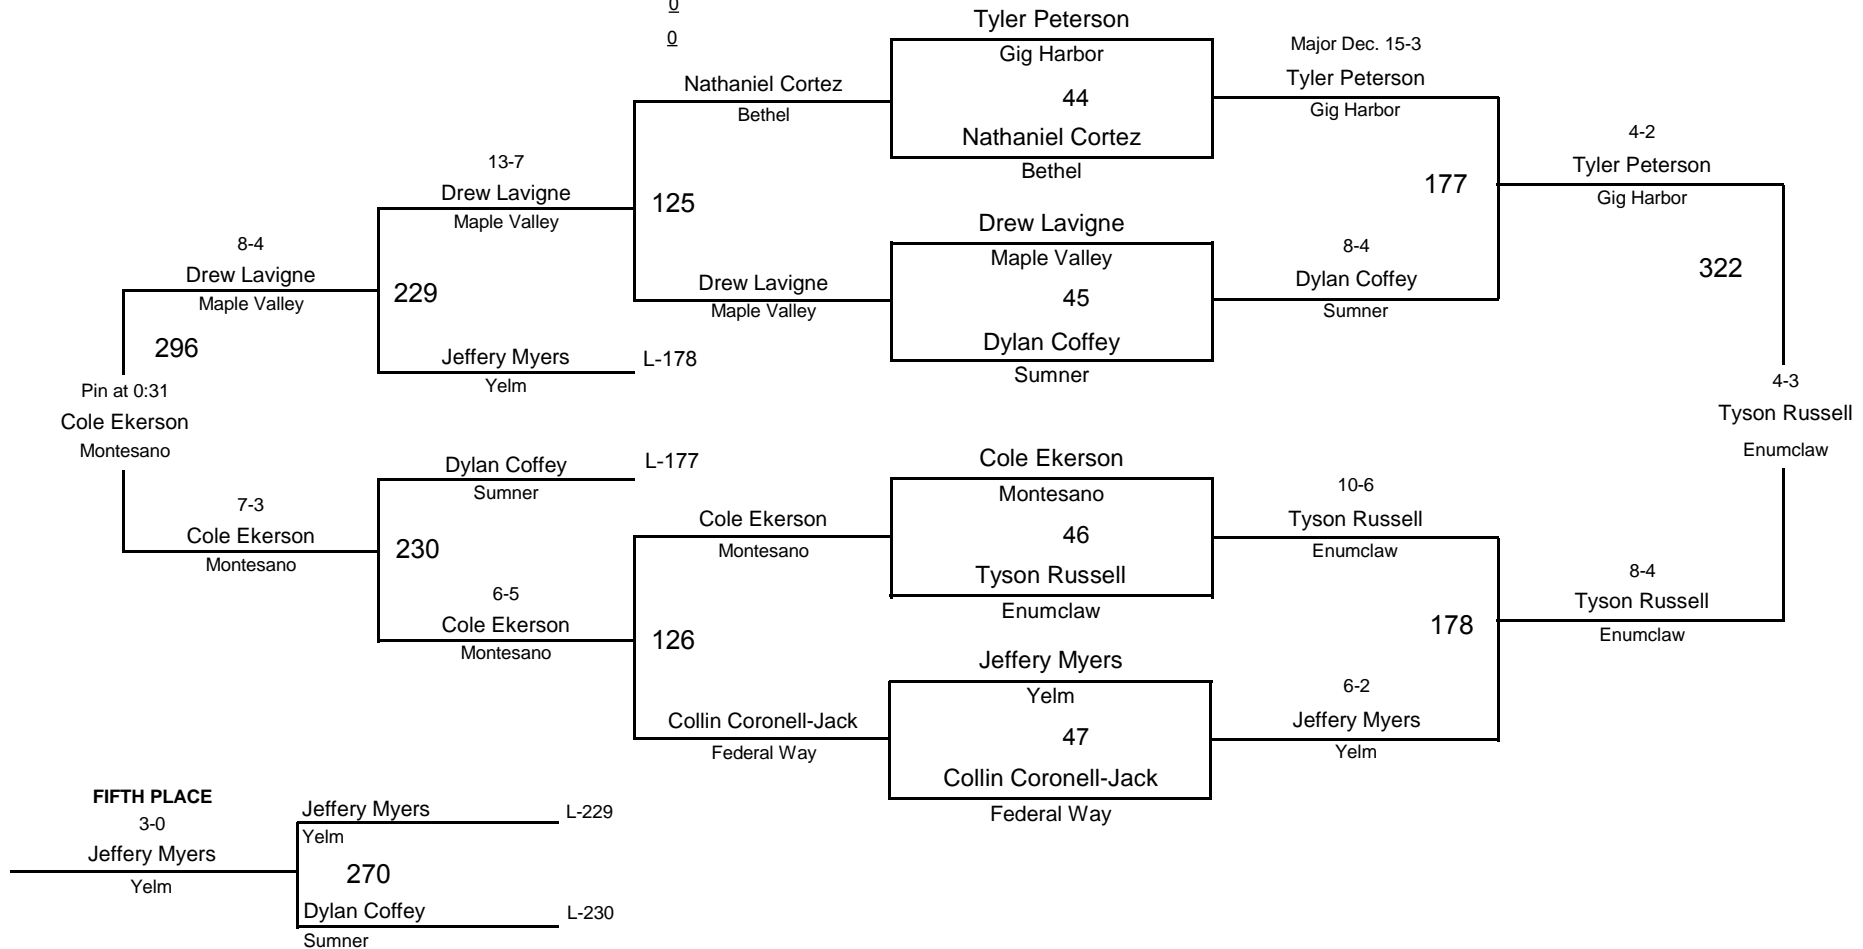 0
0
Tyler Peterson
Gig Harbor
44
Nathaniel Cortez
Bethel
Major Dec. 15-3
Tyler Peterson
Gig Harbor
Nathaniel Cortez
Bethel
4-2
Tyler Peterson
Gig Harbor
13-7
Drew Lavigne
Maple Valley
125
177
Drew Lavigne
Maple Valley
45
Dylan Coffey
Sumner
8-4
Dylan Coffey
Sumner
8-4
Drew Lavigne
Maple Valley
229
Drew Lavigne
Maple Valley
322
296
Jeffery Myers
Yelm
L-178
Pin at 0:31
Cole Ekerson
Montesano
4-3
Tyson Russell
Enumclaw
Dylan Coffey
Sumner
L-177
Cole Ekerson
Montesano
46
Tyson Russell
Enumclaw
10-6
Tyson Russell
Enumclaw
7-3
Cole Ekerson
Montesano
230
Cole Ekerson
Montesano
6-5
Cole Ekerson
Montesano
126
178
8-4
Tyson Russell
Enumclaw
Jeffery Myers
Yelm
47
Collin Coronell-Jack
Federal Way
6-2
Jeffery Myers
Yelm
Collin Coronell-Jack
Federal Way
FIFTH PLACE
3-0
Jeffery Myers
Yelm
Jeffery Myers
Yelm
L-229
270
Dylan Coffey
Sumner
L-230